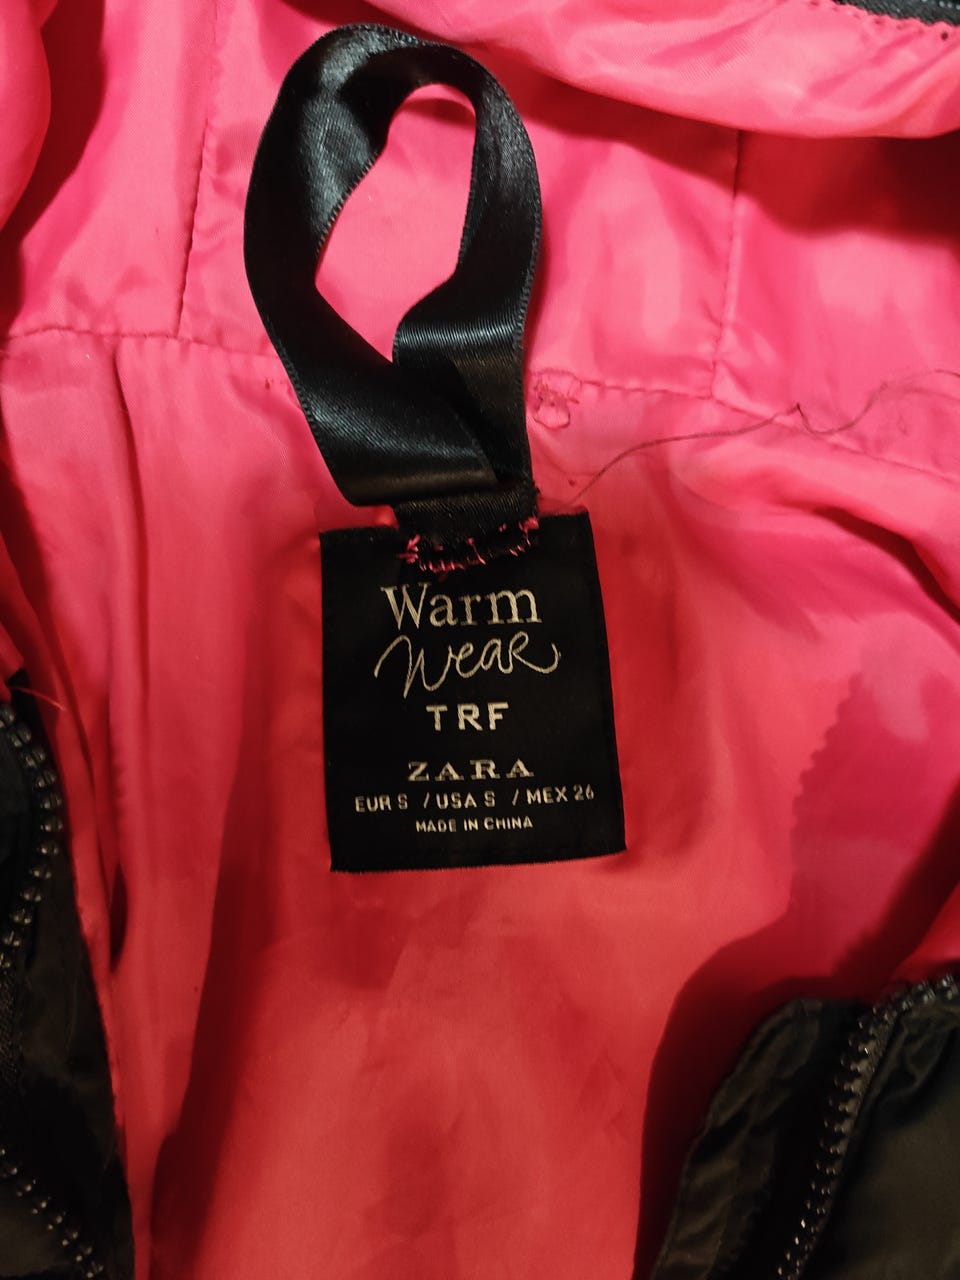 Warm
Wear
TRF
ZARA
EUR S / USA S / MEX 26
MADE IN CHINA